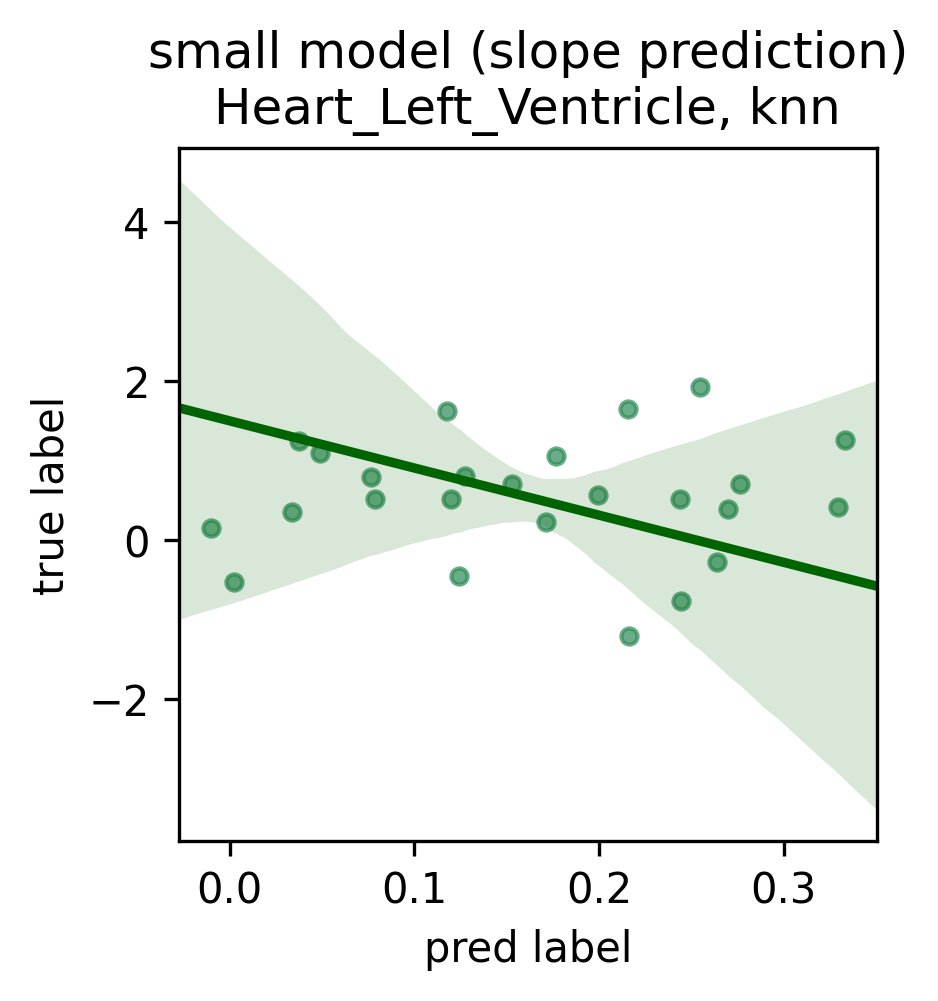 small model (slope prediction)
Heart_Left_Ventricle, knn
4
2
0
−2
true label
0.0 0.1 0.2 0.3
pred label